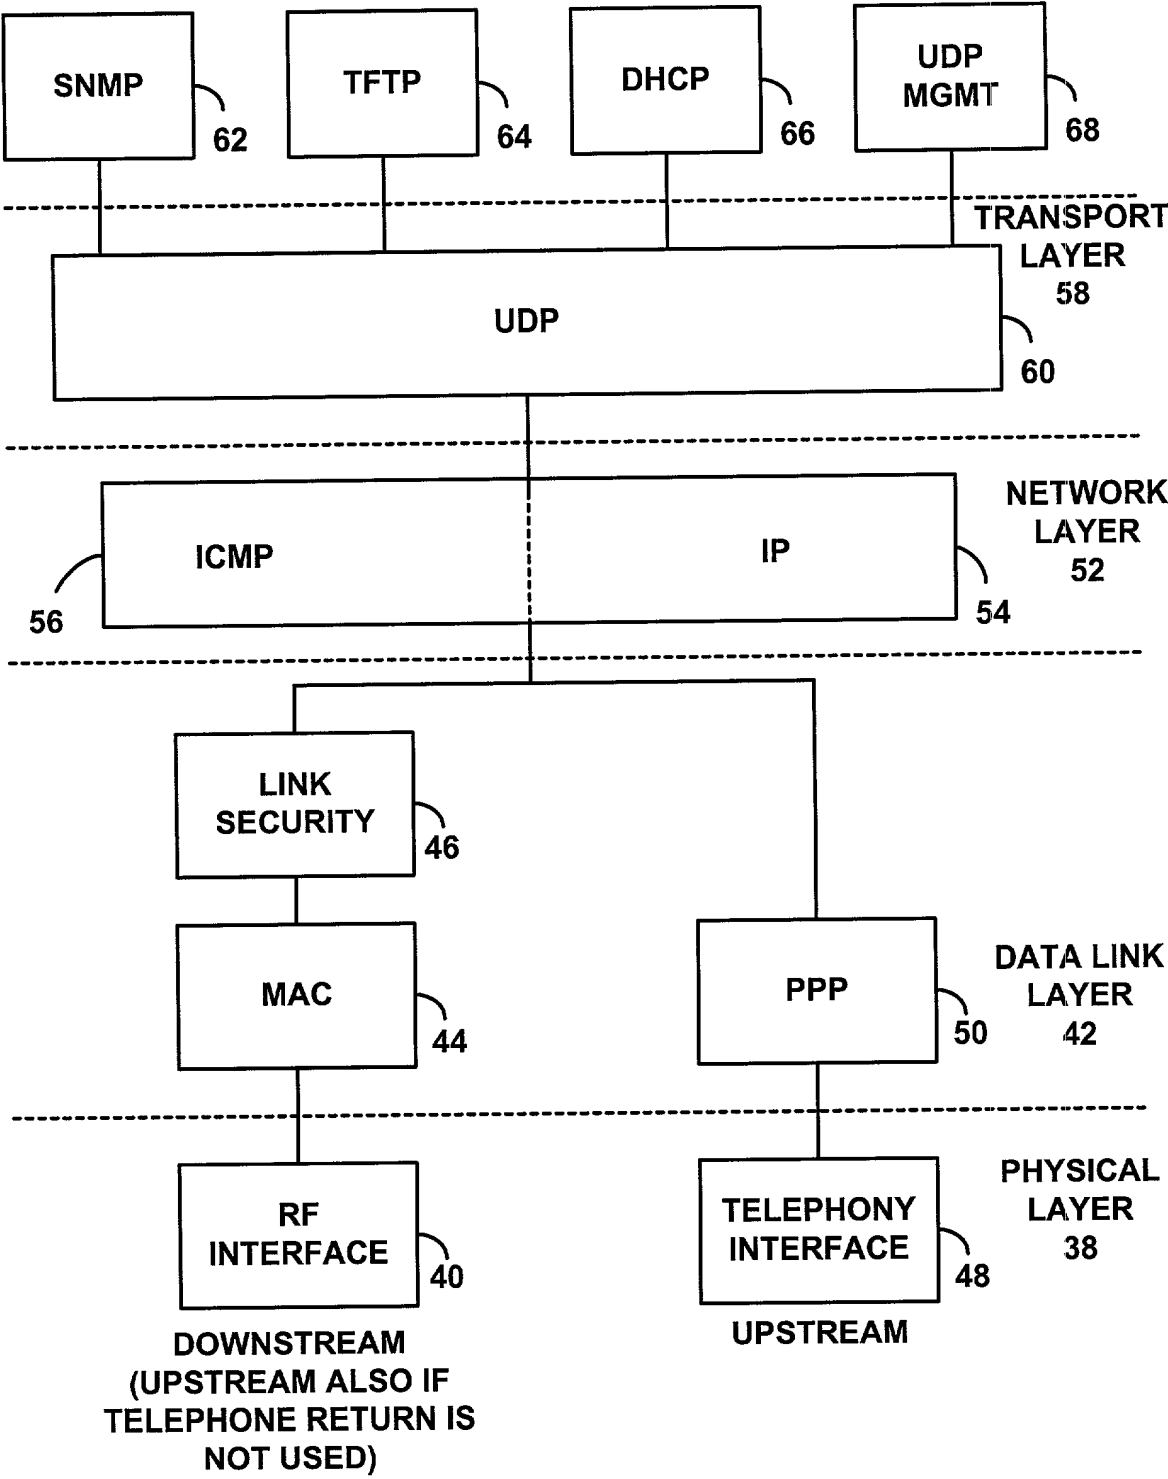 SNMP
62
TFTP
64
DHCP
66
UDP
MGMT
68
TRANSPORT
LAYER
58
UDP
60
NETWORK
LAYER
52
ICMP
56
IP
54
LINK
SECURITY
46
MAC
44
PPP
50
DATA LINK
LAYER
42
PHYSICAL
LAYER
38
RF
INTERFACE
40
TELEPHONY
INTERFACE
48
DOWNSTREAM
(UPSTREAM ALSO IF
TELEPHONE RETURN IS
NOT USED)
UPSTREAM